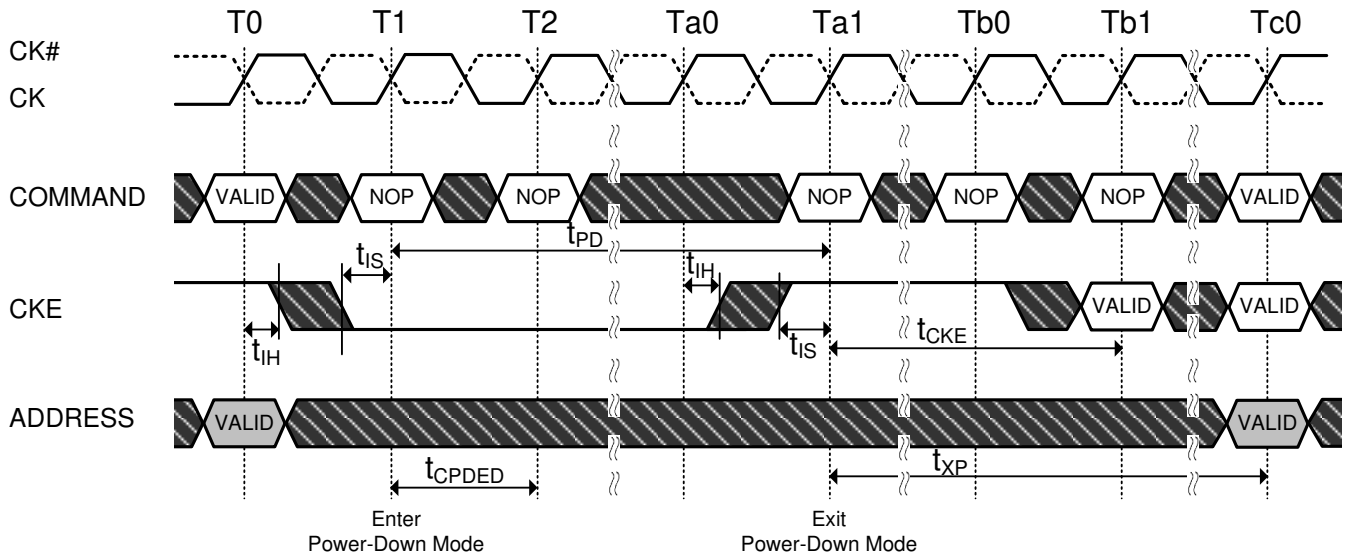 T0 T1 T2 Ta0 Ta1 Tb0 Tb1 Tc0
CK#
CK
COMMAND VALID NOP NOP NOP NOP NOP VALID
tPD
tIS tIH
CKE VALID VALID
tIH tIS tCKE
ADDRESS VALID VALID
tCPDED tXP
Enter
Power-Down Mode
Exit
Power-Down Mode